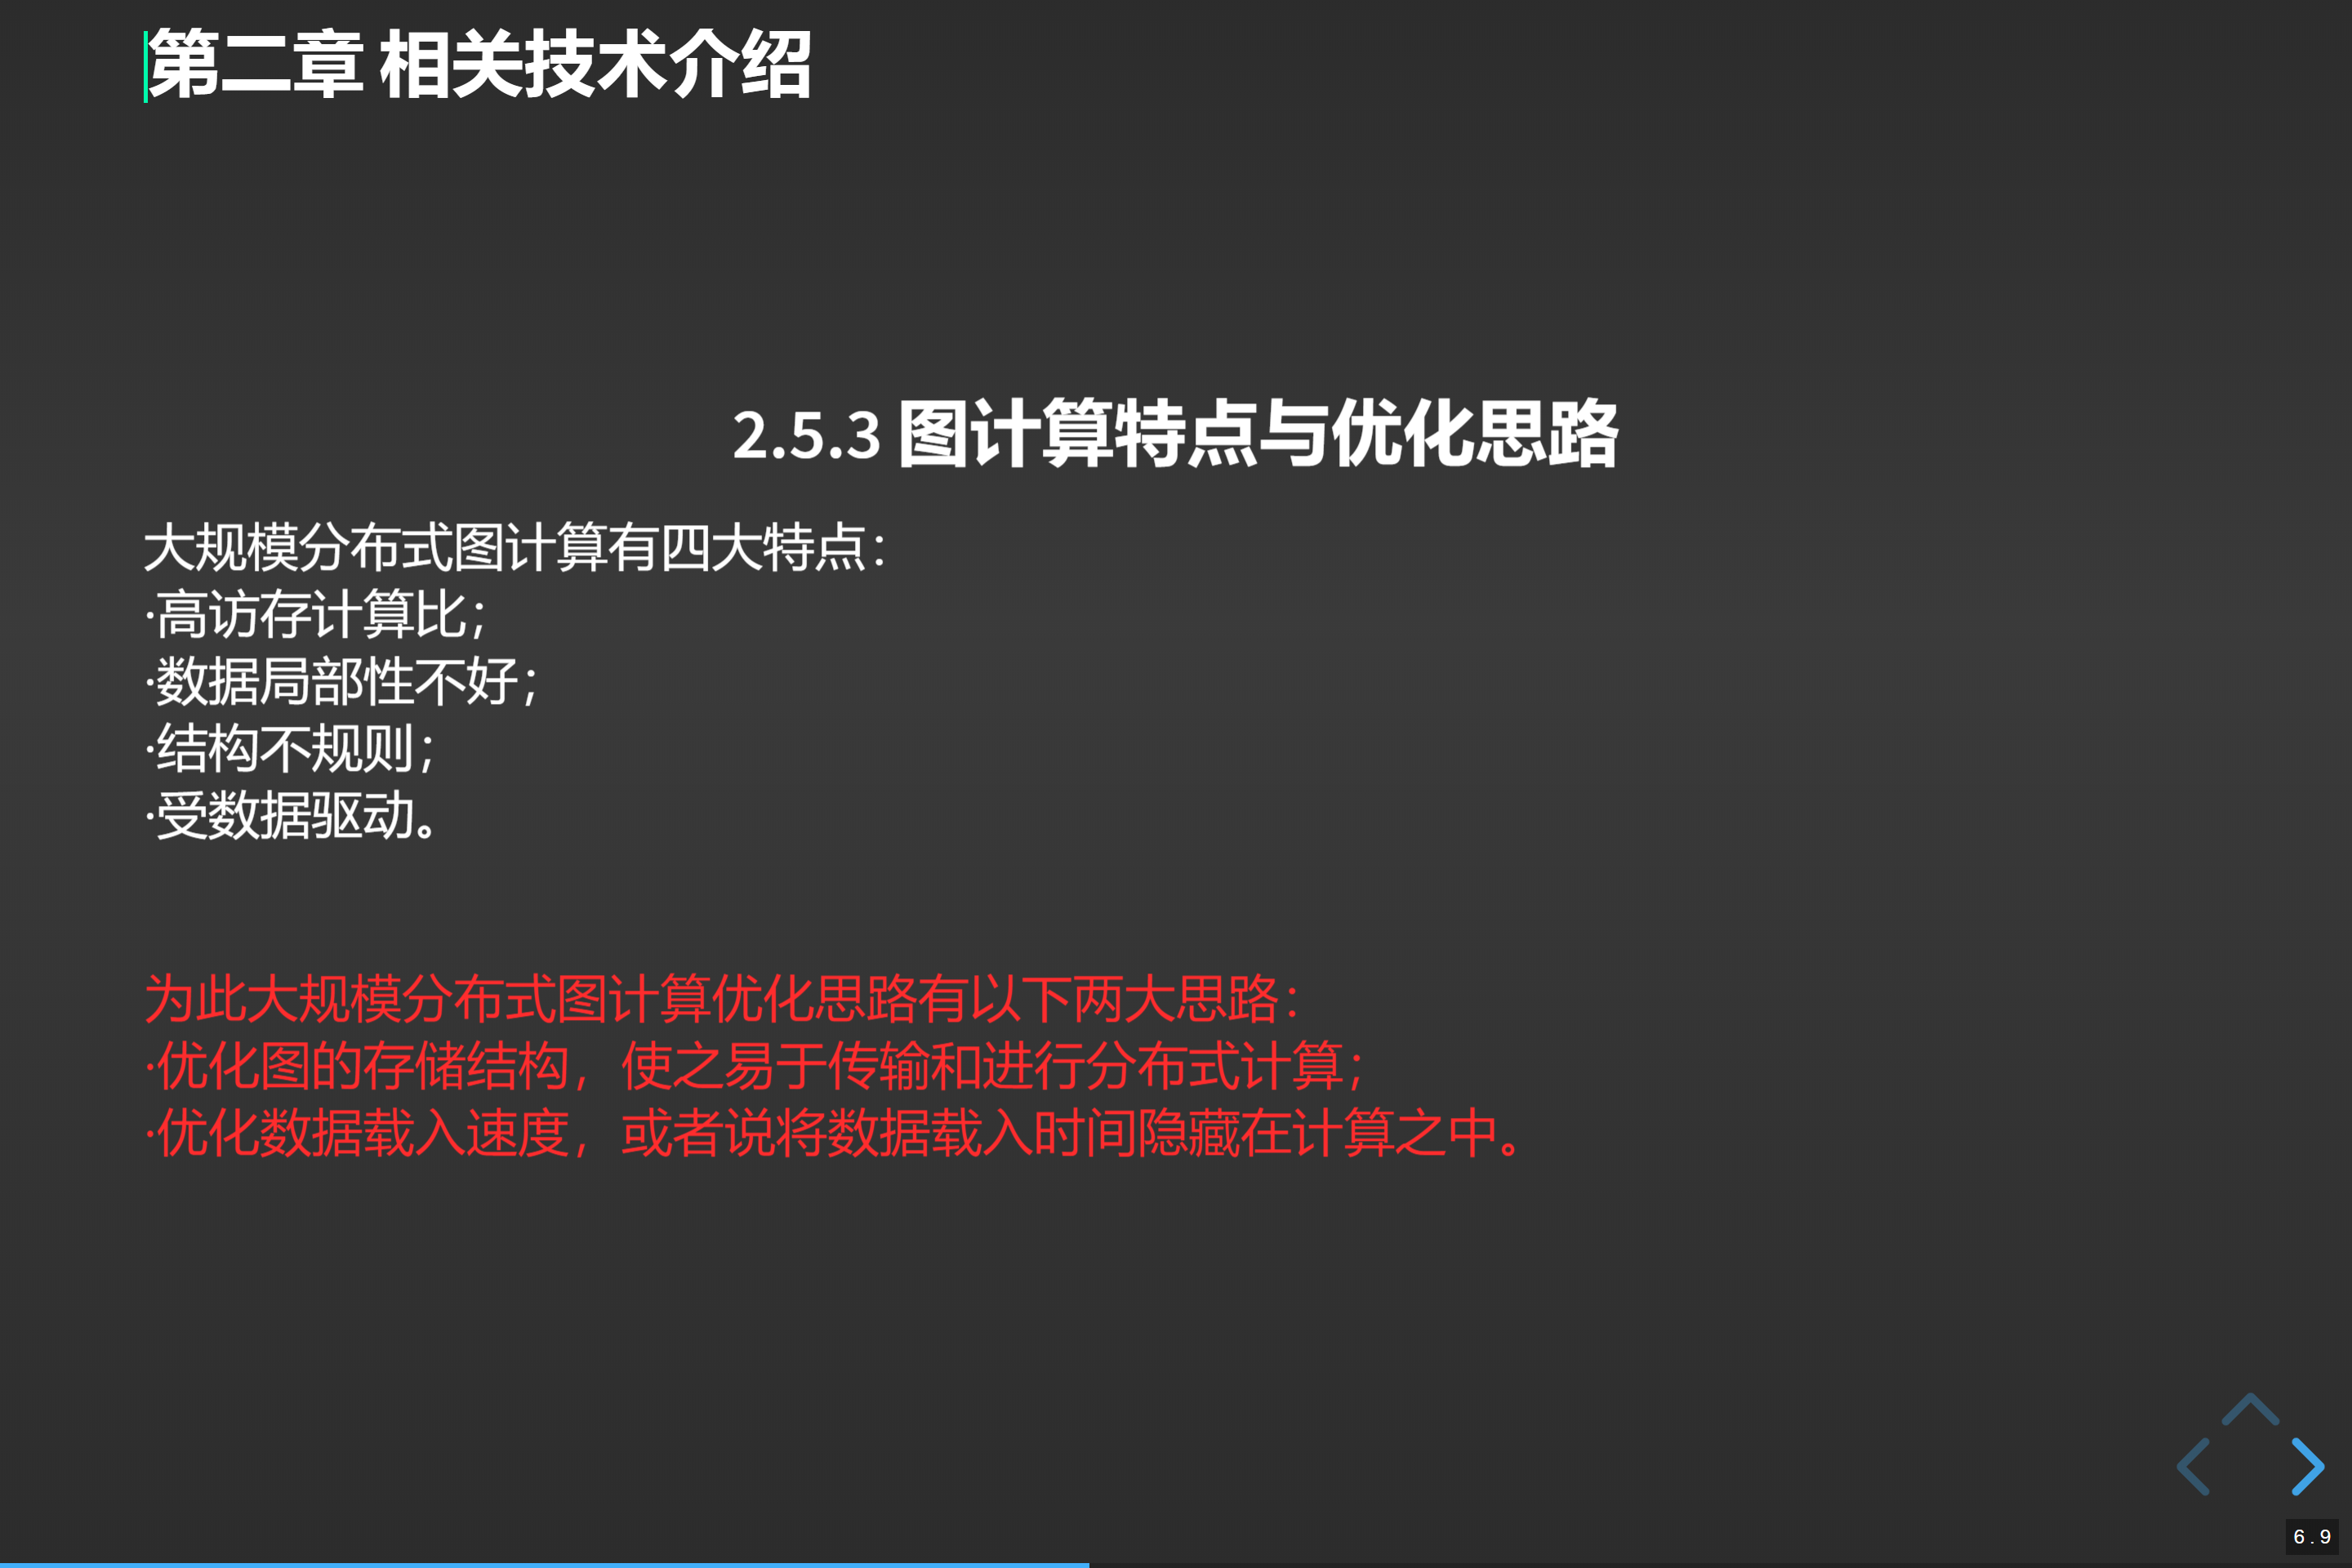 第二章 相关技术介绍
2.5.3 图计算特点与优化思路
大规模分布式图计算有四大特点：
·高访存计算比；
·数据局部性不好；
·结构不规则；
·受数据驱动。
为此大规模分布式图计算优化思路有以下两大思路：
·优化图的存储结构，使之易于传输和进行分布式计算；
·优化数据载入速度，或者说将数据载入时间隐藏在计算之中。
6.9